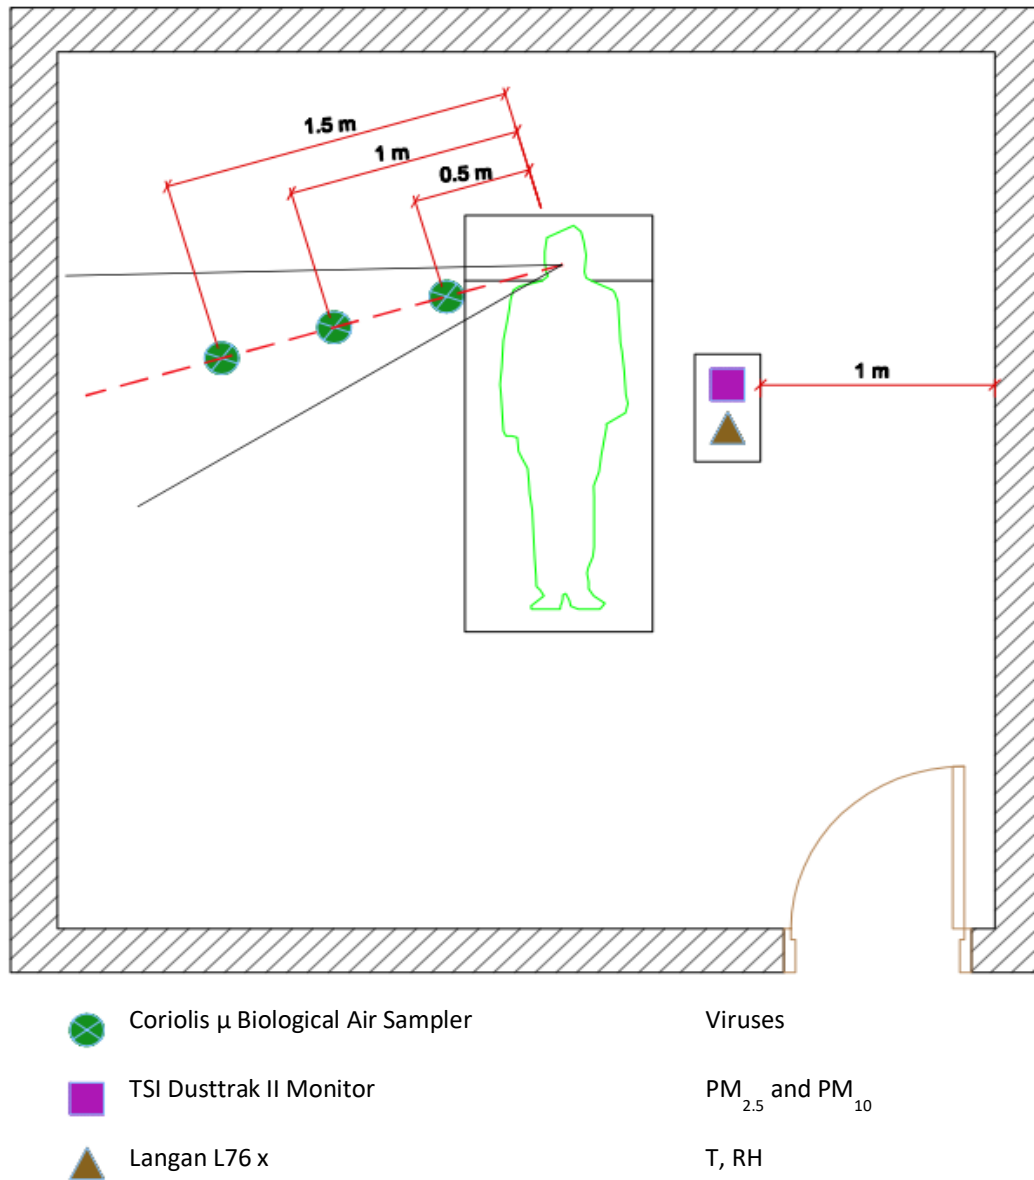 1.5 m
1 m
0.5 m
1 m
Coriolis μ Biological Air Sampler Viruses
TSI Dusttrak II Monitor PM2.5 and PM10
Langan L76 x T, RH